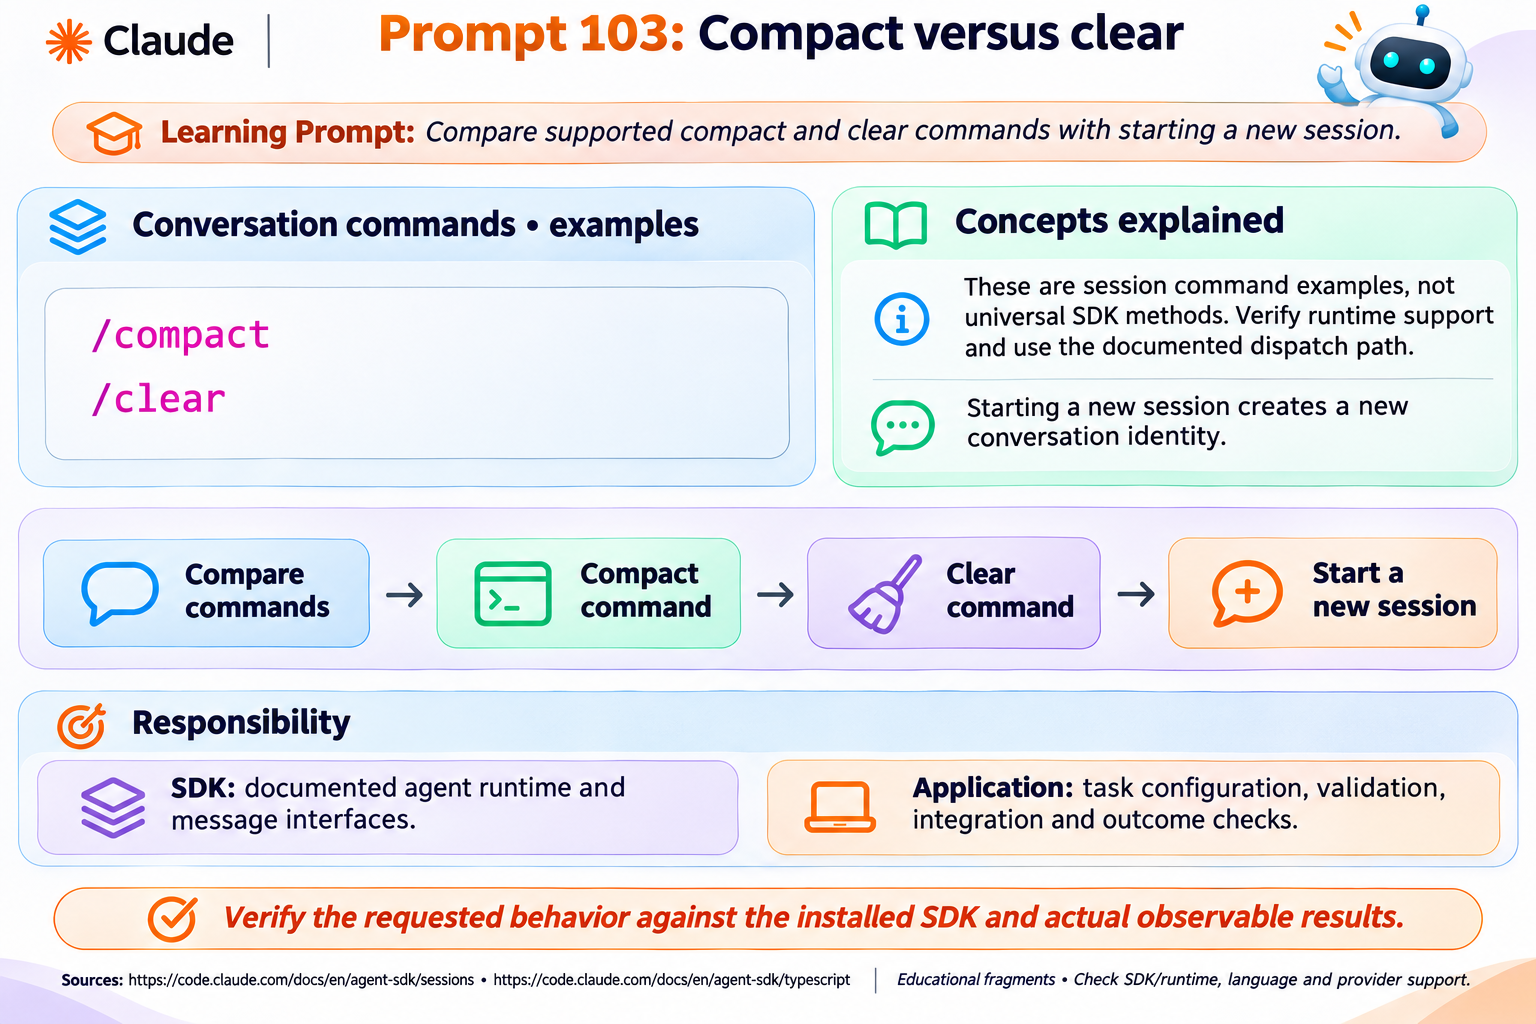 Claude
Prompt 103: Compact versus clear
Learning Prompt: Compare supported compact and clear commands with starting a new session.
Conversation commands • examples
/compact
/clear
Concepts explained
These are session command examples, not
universal SDK methods. Verify runtime support
and use the documented dispatch path.
Starting a new session creates a new
conversation identity.
Compare
commands
Compact
command
Clear
command
Start a
new session
Responsibility
SDK: documented agent runtime and
message interfaces.
Application: task configuration, validation,
integration and outcome checks.
Verify the requested behavior against the installed SDK and actual observable results.
Sources: https://code.claude.com/docs/en/agent-sdk/sessions • https://code.claude.com/docs/en/agent-sdk/typescript
Educational fragments • Check SDK/runtime, language and provider support.